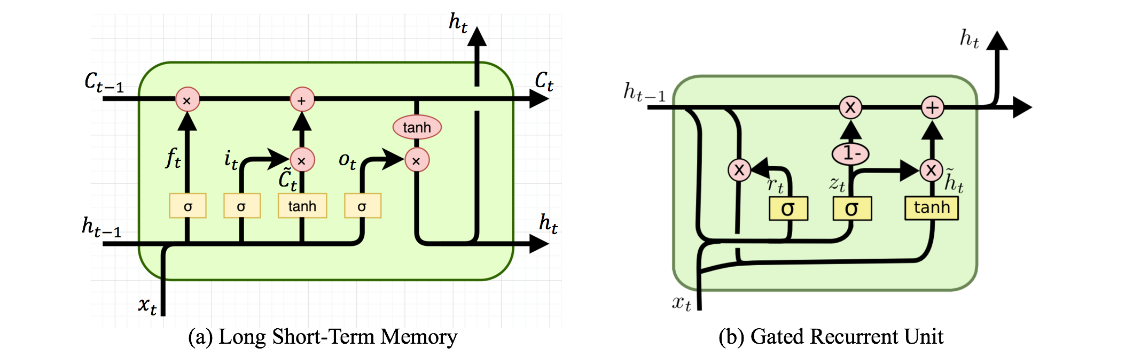 h_t
C_{t-1}
C_t
× +
tanh
f_t i_t × o_t ×
C̃_t
σ σ tanh σ
h_{t-1}
h_t
x_t
(a) Long Short-Term Memory
h_t
h_{t-1}
x +
1-
x r_t z_t x h̃_t
σ σ tanh
x_t
(b) Gated Recurrent Unit